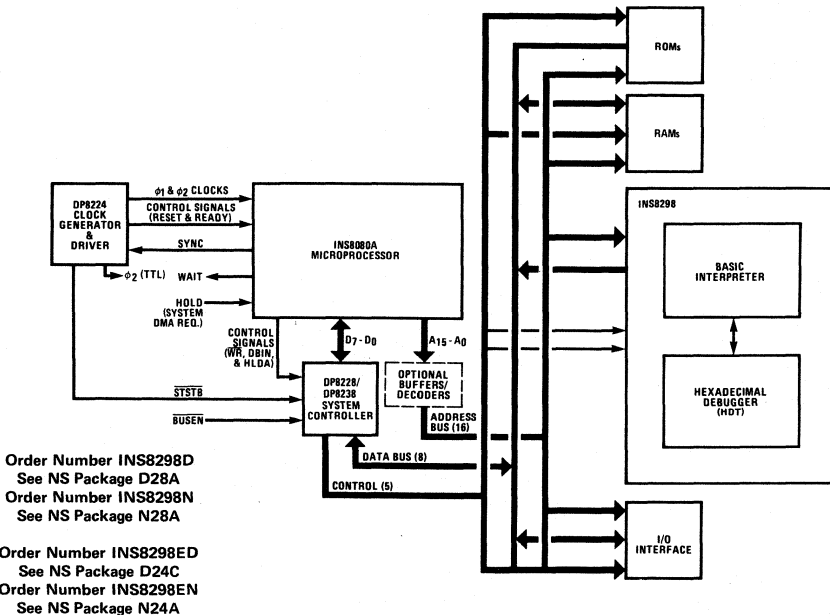 ROMs
RAMs
INS8298
BASIC
INTERPRETER
HEXADECIMAL
DEBUGGER
(HDT)
I/O
INTERFACE
DP8224
CLOCK
GENERATOR
&
DRIVER
ϕ1 & ϕ2 CLOCKS
CONTROL SIGNALS
(RESET & READY)
SYNC
ϕ2 (TTL)
WAIT
HOLD
(SYSTEM
DMA REQ.)
INS8080A
MICROPROCESSOR
CONTROL
SIGNALS
(W̅R̅, DBIN,
& HLDA)
D7 - D0
A15 - A0
DP8228/
DP8238
SYSTEM
CONTROLLER
OPTIONAL
BUFFERS/
DECODERS
S̅T̅S̅T̅B̅
B̅U̅S̅E̅N̅
ADDRESS
BUS (16)
DATA BUS (8)
CONTROL (5)
Order Number INS8298D
See NS Package D28A
Order Number INS8298N
See NS Package N28A
Order Number INS8298ED
See NS Package D24C
Order Number INS8298EN
See NS Package N24A